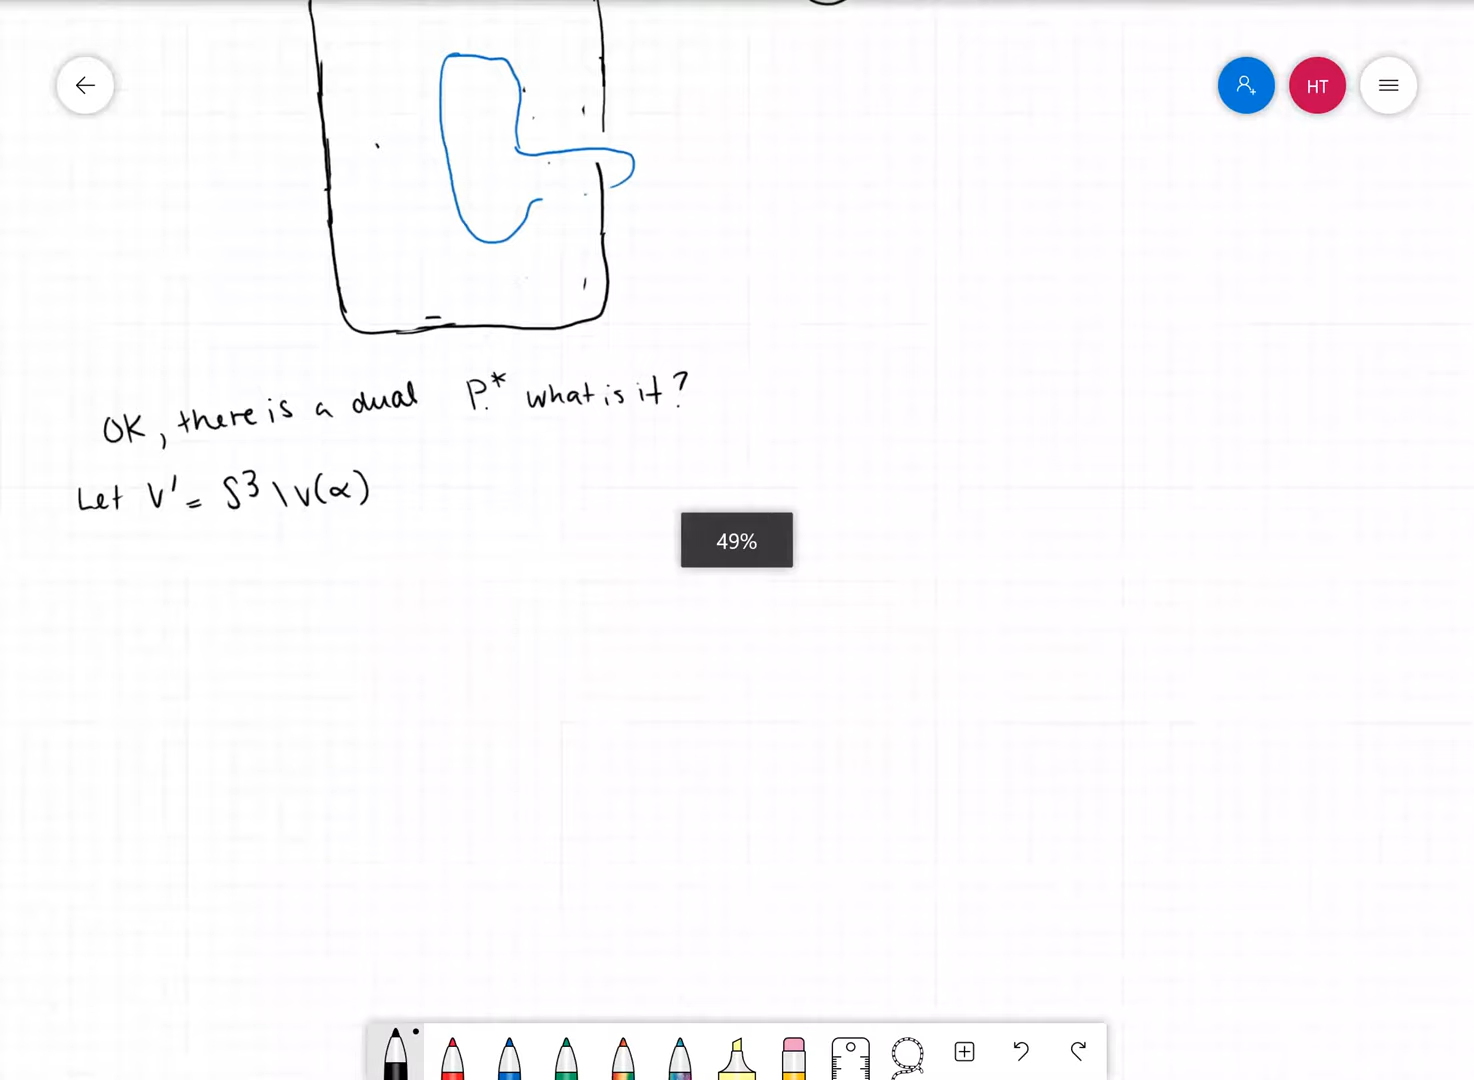 HT
OK, there is a dual P.* what is it?
Let V' = S³ \ ν(α)
49%